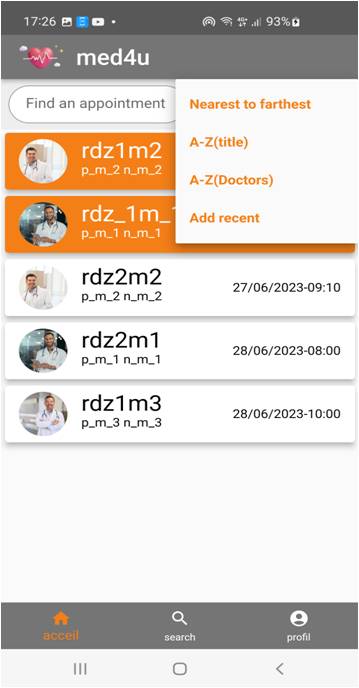 17:26 93%
med4u
Find an appointment
Nearest to farthest
A-Z(title)
A-Z(Doctors)
Add recent
rdz1m2
p_m_2 n_m_2
rdz_1m_1
p_m_1 n_m_1
rdz2m2
p_m_2 n_m_2
27/06/2023-09:10
rdz2m1
p_m_1 n_m_1
28/06/2023-08:00
rdz1m3
p_m_3 n_m_3
28/06/2023-10:00
acceil
search
profil